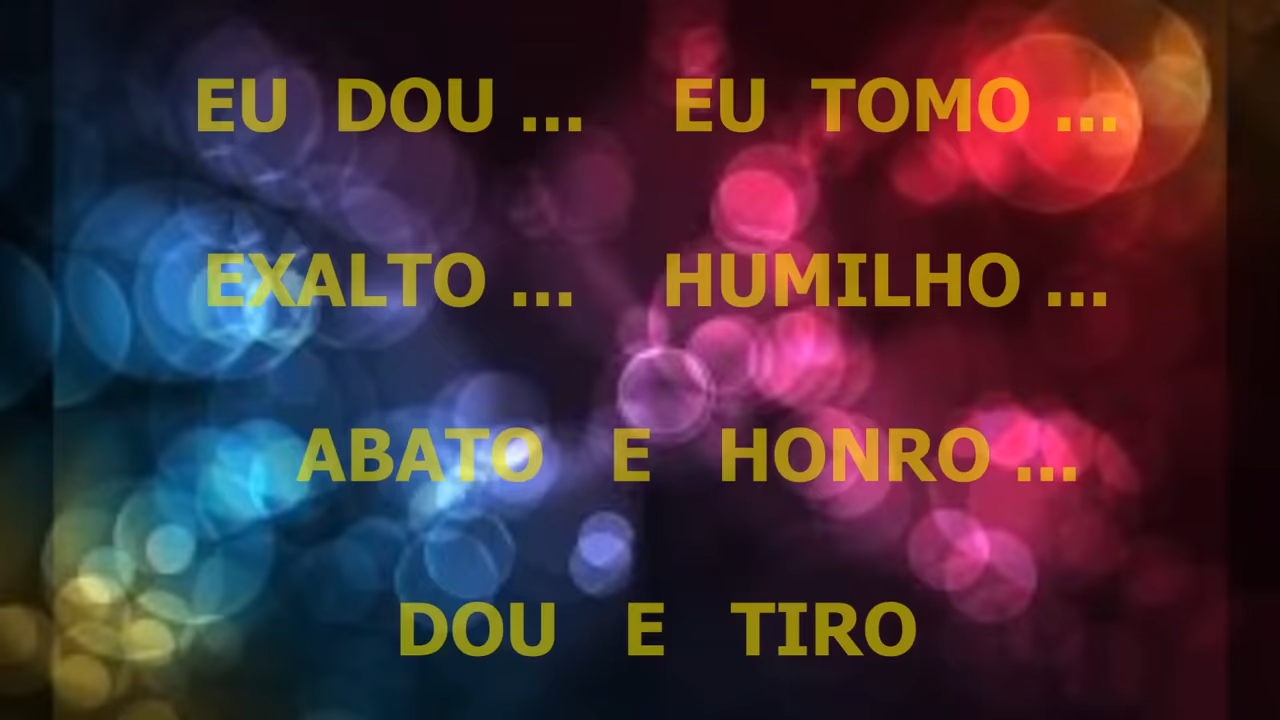 EU DOU ... EU TOMO ...
EXALTO ... HUMILHO ...
ABATO E HONRO ...
DOU E TIRO